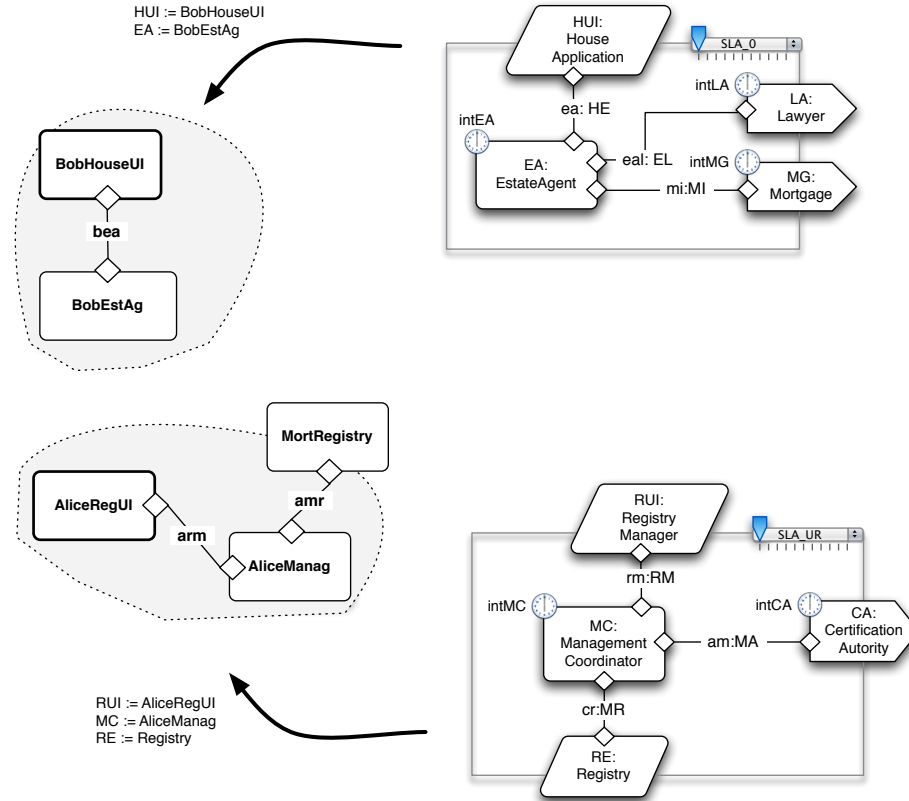 HUI := BobHouseUI
EA := BobEstAg
BobHouseUI
bea
BobEstAg
HUI:
House
Application
SLA_0
intLA
LA:
Lawyer
ea: HE
intEA
EA:
EstateAgent
eal: EL
intMG
MG:
Mortgage
mi:MI
MortRegistry
AliceRegUI
amr
arm
AliceManag
RUI:
Registry
Manager
SLA_UR
rm:RM
intMC
MC:
Management
Coordinator
intCA
CA:
Certification
Autority
am:MA
cr:MR
RE:
Registry
RUI := AliceRegUI
MC := AliceManag
RE := Registry